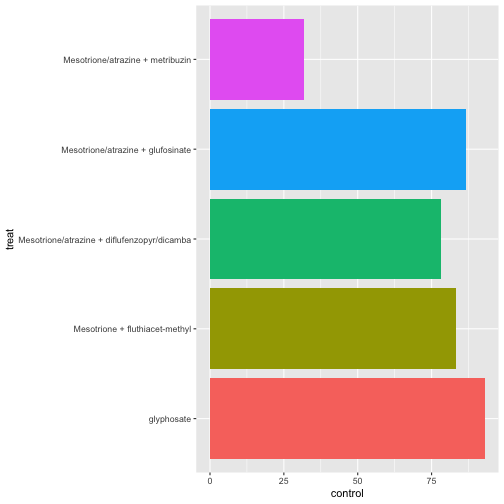 Mesotrione/atrazine + metribuzin
Mesotrione/atrazine + glufosinate
treat
Mesotrione/atrazine + diflufenzopyr/dicamba
Mesotrione + fluthiacet-methyl
glyphosate
0 25 50 75
control